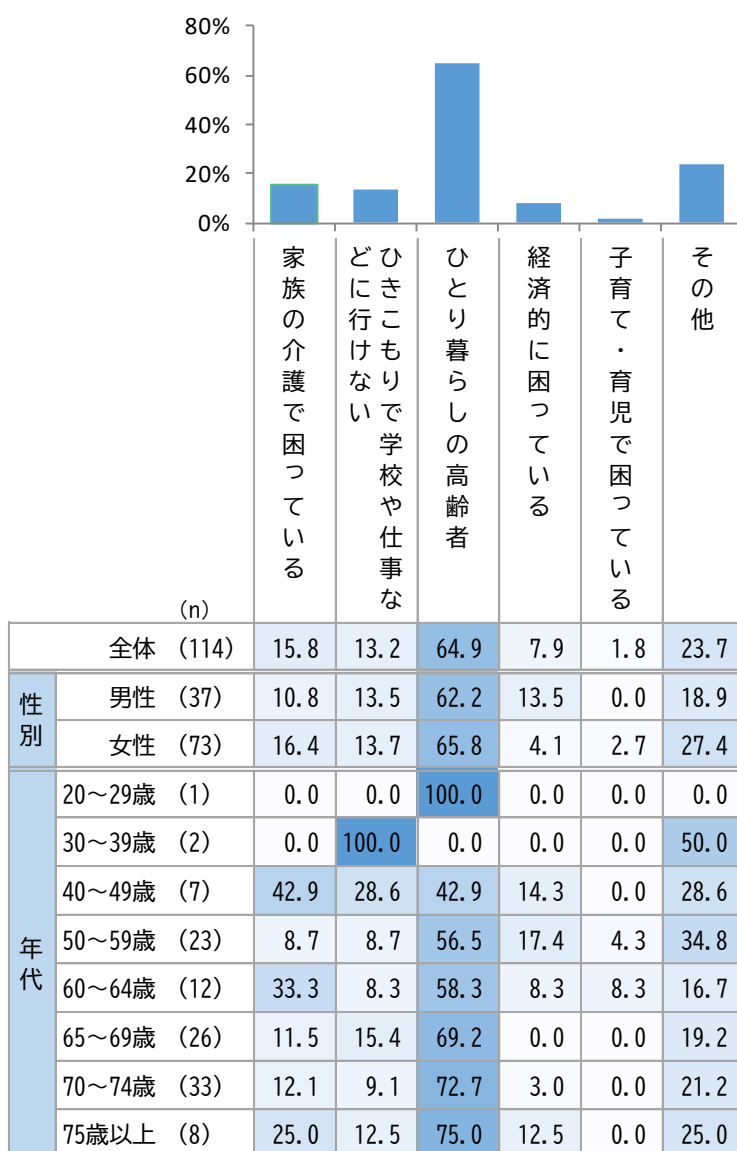 80%
60%
40%
20%
0%
家族の介護で困っている
ひきこもりで学校や仕事な
どに行けない
ひとり暮らしの高齢者
経済的に困っている
子育て・育児で困っている
その他
(n)
全体 (114) 15.8 13.2 64.9 7.9 1.8 23.7
性別
男性 (37) 10.8 13.5 62.2 13.5 0.0 18.9
女性 (73) 16.4 13.7 65.8 4.1 2.7 27.4
年代
20～29歳 (1) 0.0 0.0 100.0 0.0 0.0 0.0
30～39歳 (2) 0.0 100.0 0.0 0.0 0.0 50.0
40～49歳 (7) 42.9 28.6 42.9 14.3 0.0 28.6
50～59歳 (23) 8.7 8.7 56.5 17.4 4.3 34.8
60～64歳 (12) 33.3 8.3 58.3 8.3 8.3 16.7
65～69歳 (26) 11.5 15.4 69.2 0.0 0.0 19.2
70～74歳 (33) 12.1 9.1 72.7 3.0 0.0 21.2
75歳以上 (8) 25.0 12.5 75.0 12.5 0.0 25.0